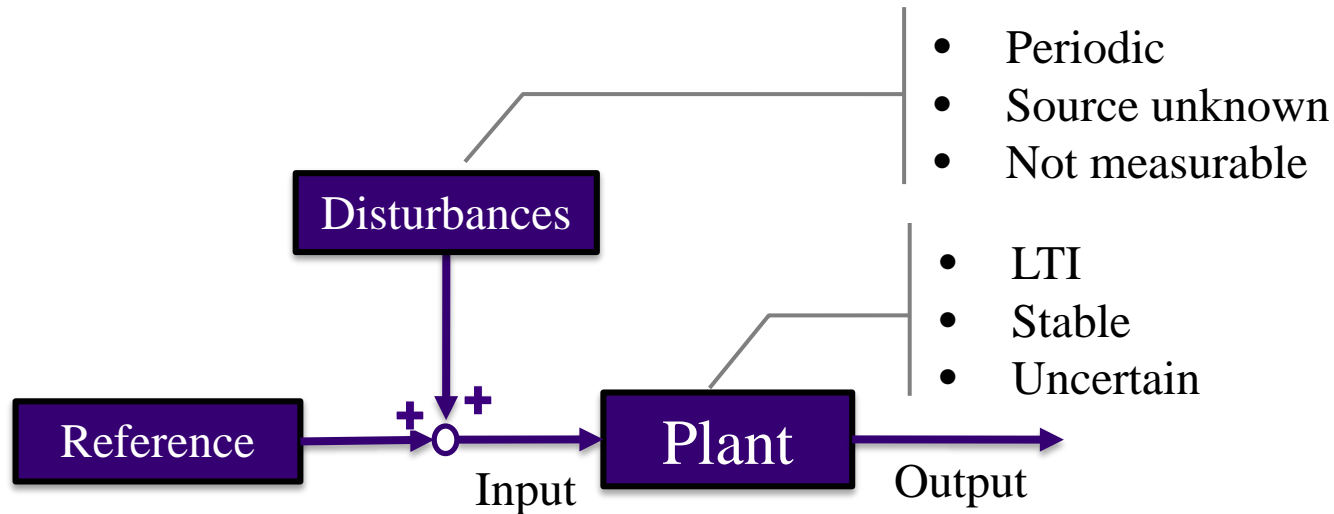 • Periodic
• Source unknown
• Not measurable
Disturbances
• LTI
• Stable
• Uncertain
+ +
Reference
Plant
Input
Output